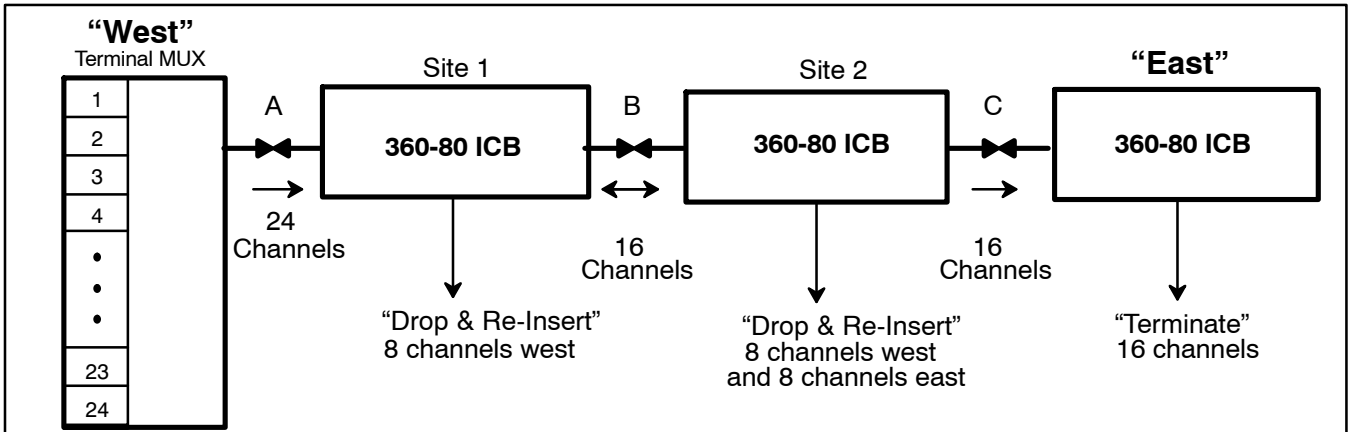 “West”
Terminal MUX
1
2
3
4
23
24
A
24
Channels
Site 1
360-80 ICB
“Drop & Re-Insert”
8 channels west
B
16
Channels
Site 2
360-80 ICB
“Drop & Re-Insert”
8 channels west
and 8 channels east
C
16
Channels
“East”
360-80 ICB
“Terminate”
16 channels